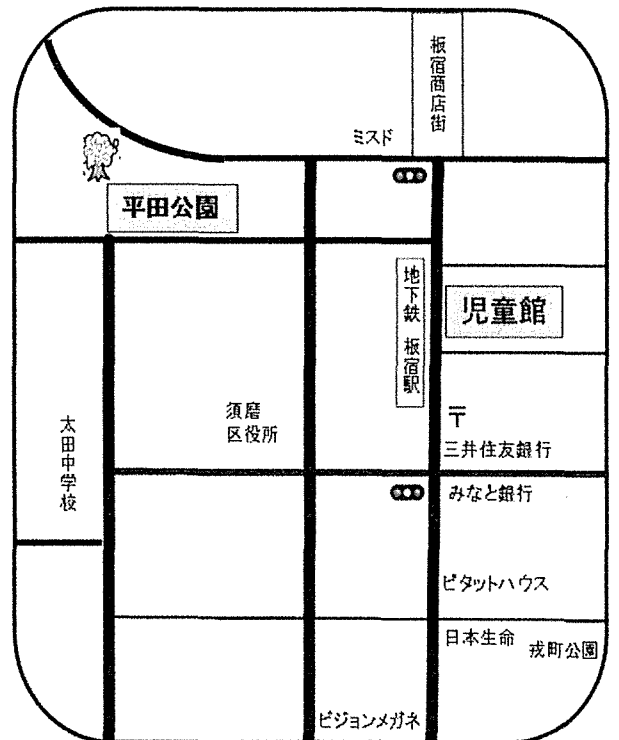 板宿商店街
ミスド
平田公園
地下鉄 板宿駅
児童館
須磨
区役所
太田中学校
〒
三井住友銀行
みなと銀行
ピタットハウス
日本生命
戎町公園
ビジョンメガネ